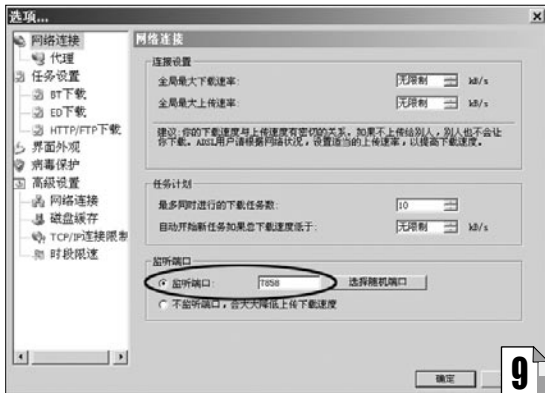 选项...
网络连接
代理
任务设置
BT下载
ED下载
HTTP/FTP下载
界面外观
病毒保护
高级设置
网络连接
磁盘缓存
TCP/IP连接限制
时段限速
网络连接
连接设置
全局最大下载速率: 无限制 kB/s
全局最大上传速率: 无限制 kB/s
建议:你的下载速度与上传速度有密切的关系。如果不上传给别人,别人也不会让
你下载。ADSL用户请根据网络状况,设置适当的上传速率,以提高下载速度。
任务计划
最多同时进行的下载任务数: 10
自动开始新任务如果总下载速度低于: 无限制 kB/s
监听端口
监听端口: 7858 选择随机端口
不监听端口,会大大降低上传下载速度
确定
9